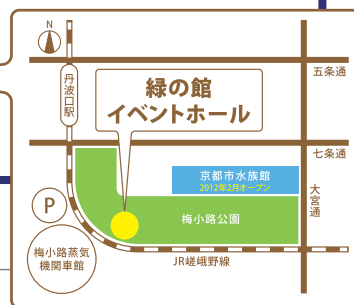 N
五条通
丹波口駅
緑の館
イベントホール
七条通
京都市水族館
2012年2月オープン
大宮通
P
梅小路公園
梅小路蒸気
機関車館
JR嵯峨野線